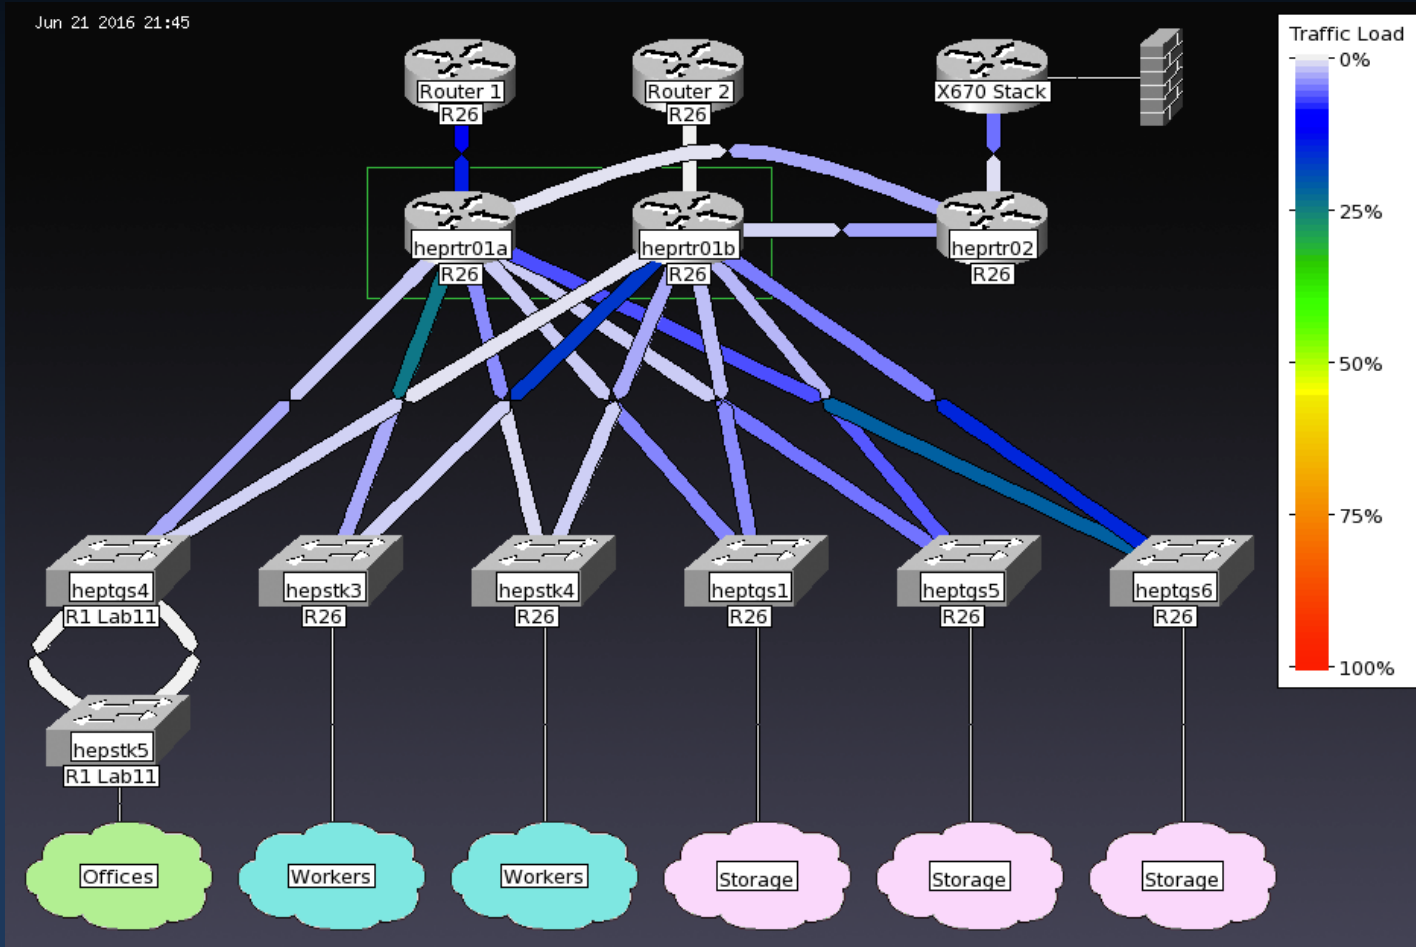 Jun 21 2016 21:45
Traffic Load
0%
25%
50%
75%
100%
Router 1
R26
Router 2
R26
X670 Stack
heprtr01a
R26
heprtr01b
R26
heprtr02
R26
heptgs4
R1 Lab11
hepstk3
R26
hepstk4
R26
heptgs1
R26
heptgs5
R26
heptgs6
R26
hepstk5
R1 Lab11
Offices
Workers
Workers
Storage
Storage
Storage